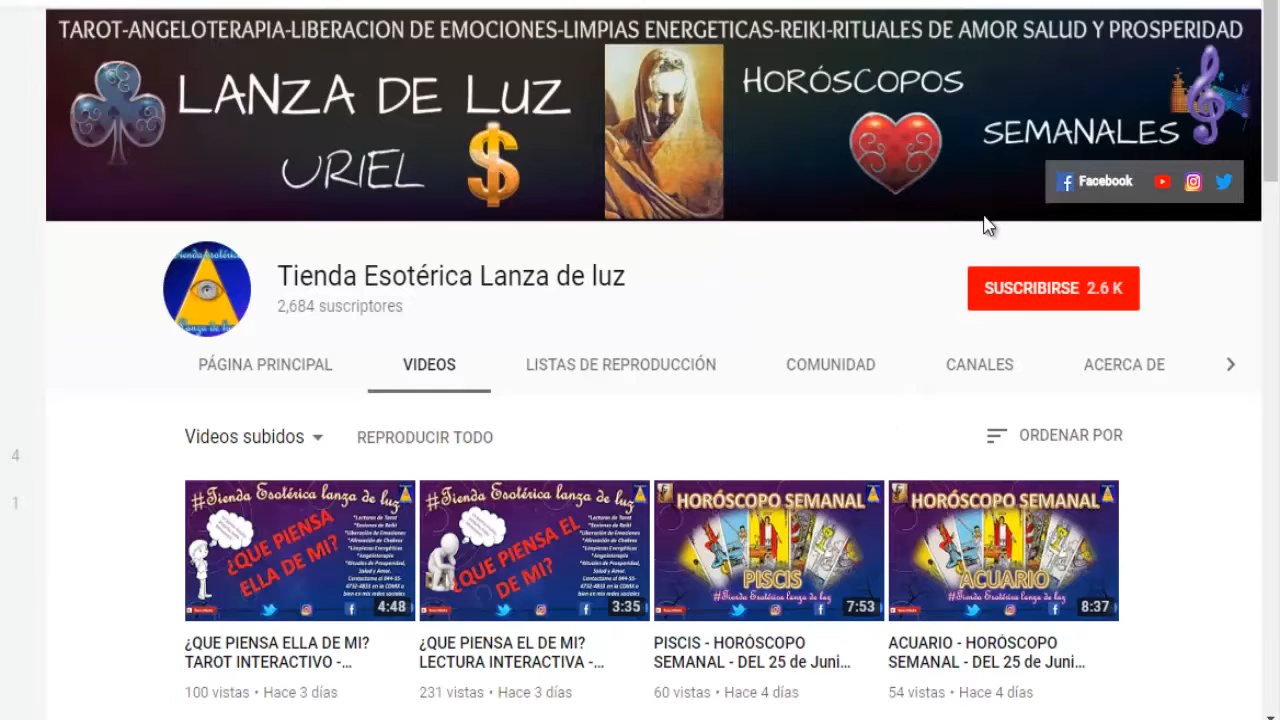 TAROT-ANGELOTERAPIA-LIBERACION DE EMOCIONES-LIMPIAS ENERGETICAS-REIKI-RITUALES DE AMOR SALUD Y PROSPERIDAD
LANZA DE LUZ
URIEL
HORÓSCOPOS
SEMANALES
Facebook
Tienda Esotérica Lanza de luz
2,684 suscriptores
SUSCRIBIRSE 2.6 K
PÁGINA PRINCIPAL
VIDEOS
LISTAS DE REPRODUCCIÓN
COMUNIDAD
CANALES
ACERCA DE
4
1
Videos subidos
REPRODUCIR TODO
ORDENAR POR
#Tienda Esotérica lanza de luz
¿QUE PIENSA
ELLA DE MI?
4:48
#Tienda Esotérica lanza de luz
¿QUE PIENSA EL
DE MI?
3:35
HORÓSCOPO SEMANAL
PISCIS
#Tienda Esotérica lanza de luz
7:53
HORÓSCOPO SEMANAL
ACUARIO
#Tienda Esotérica lanza de luz
8:37
¿QUE PIENSA ELLA DE MI?
TAROT INTERACTIVO -...
100 vistas • Hace 3 días
¿QUE PIENSA EL DE MI?
LECTURA INTERACTIVA -...
231 vistas • Hace 3 días
PISCIS - HORÓSCOPO
SEMANAL - DEL 25 de Juni...
60 vistas • Hace 4 días
ACUARIO - HORÓSCOPO
SEMANAL - DEL 25 de Juni...
54 vistas • Hace 4 días